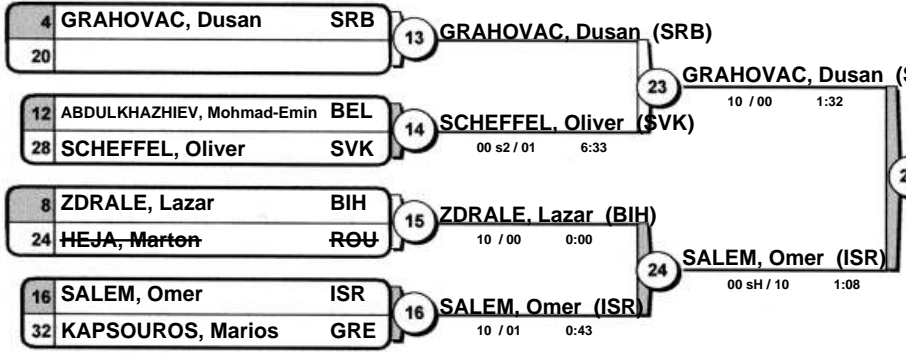 4 GRAHOVAC, Dusan SRB
20
13
GRAHOVAC, Dusan (SRB)
23
GRAHOVAC, Dusan (S
10 / 00 1:32
12 ABDULKHAZHIEV, Mohmad-Emin BEL
28 SCHEFFEL, Oliver SVK
14
SCHEFFEL, Oliver (SVK)
00 s2 / 01 6:33
2
8 ZDRALE, Lazar BIH
24 HEJA, Marton ROU
15
ZDRALE, Lazar (BIH)
10 / 00 0:00
24
SALEM, Omer (ISR)
00 sH / 10 1:08
16 SALEM, Omer ISR
32 KAPSOUROS, Marios GRE
16
SALEM, Omer (ISR)
10 / 01 0:43